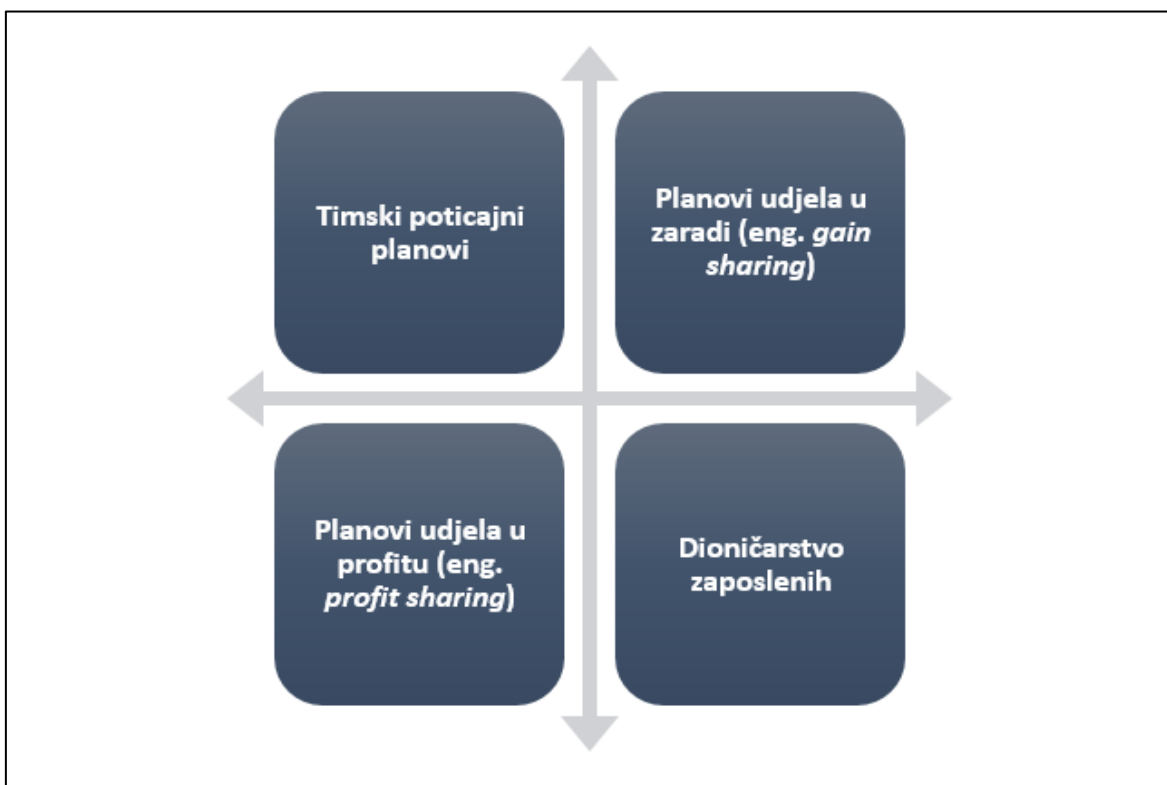 Timski poticajni
planovi
Planovi udjela u
zaradi (eng. gain
sharing)
Planovi udjela u
profitu (eng.
profit sharing)
Dioničarstvo
zaposlenih